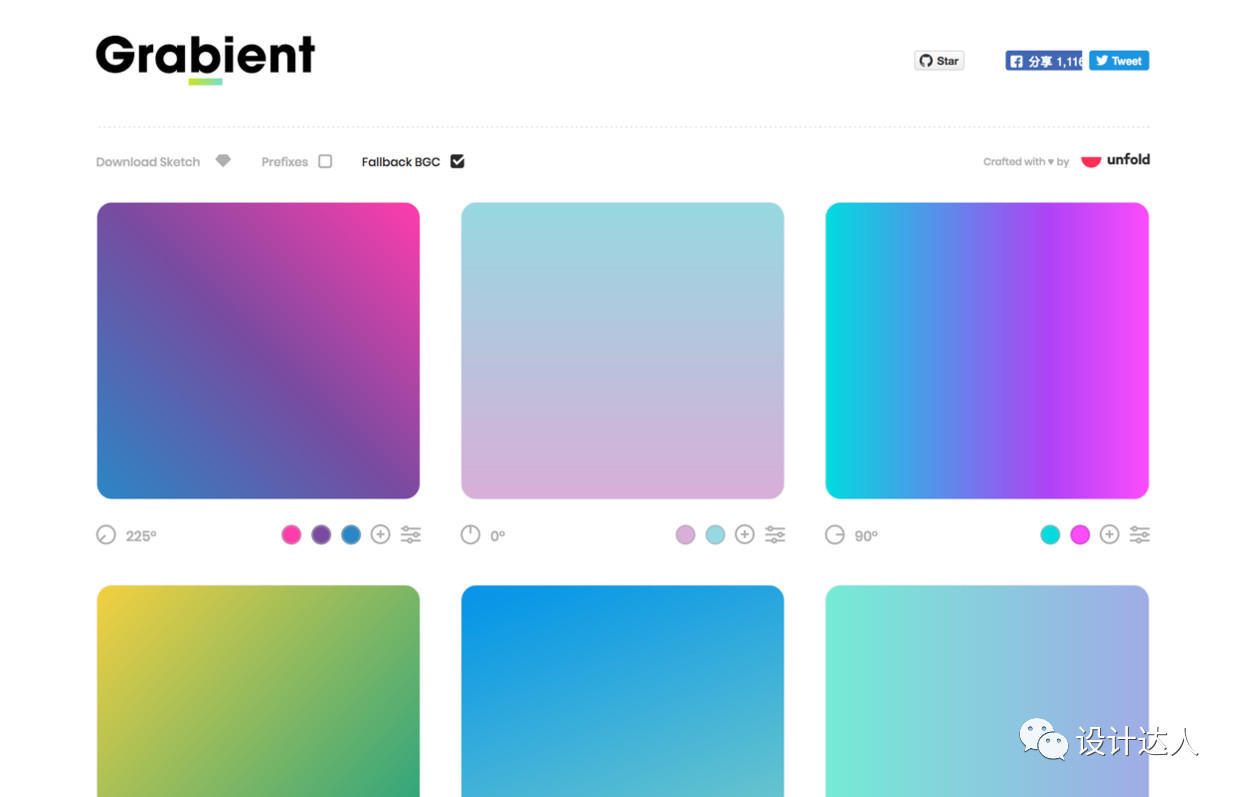 Grabient
Star
分享 1,116
Tweet
Download Sketch
Prefixes
Fallback BGC
Crafted with ♥ by unfold
225°
0°
90°
设计达人